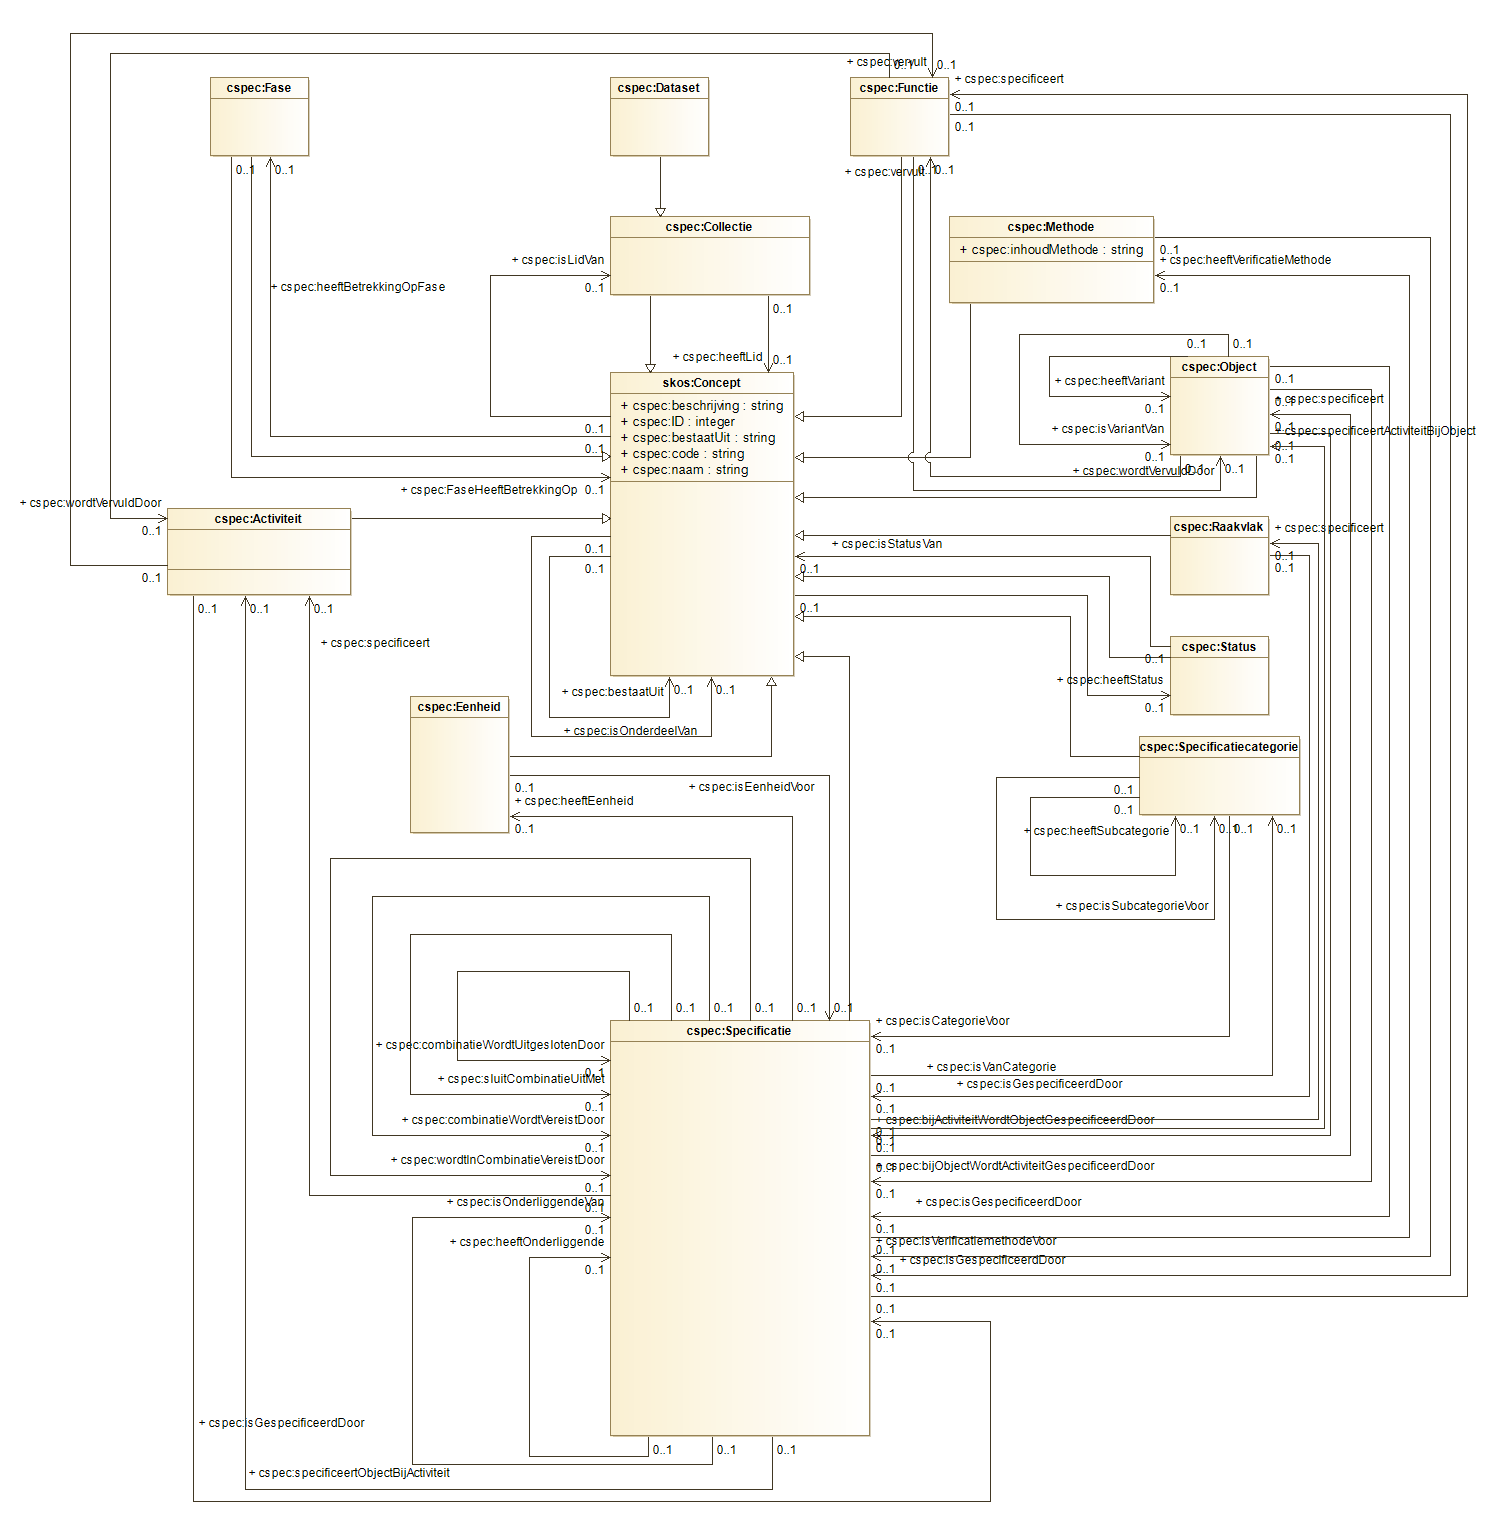 + cspec:vervult
0..1
0..1
+ cspec:specificeert
cspec:Fase
cspec:Dataset
cspec:Functie
0..1
0..1
0..1
0..1
+ cspec:vervult
0..1
0..1
cspec:Collectie
cspec:Methode
+ cspec:inhoudMethode : string
0..1
+ cspec:isLidVan
+ cspec:heeftVerificatieMethode
+ cspec:heeftBetrekkingOpFase
0..1
0..1
0..1
0..1
0..1
+ cspec:heeftLid
0..1
cspec:Object
skos:Concept
+ cspec:heeftVariant
0..1
+ cspec:beschrijving : string
+ cspec:specificeert
0..1
0..1
+ cspec:ID : integer
0..1
+ cspec:isVariantVan
0..1
+ cspec:specificeertActiviteitBijObject
+ cspec:bestaatUit : string
0..1
0..1
+ cspec:code : string
0..1
0..1
+ cspec:naam : string
+ cspec:wordtVervuldDoor
0..1
0..1
+ cspec:FaseHeeftBetrekkingOp
0..1
+ cspec:wordtVervuldDoor
cspec:Activiteit
0..1
cspec:Raakvlak
+ cspec:specificeert
+ cspec:isStatusVan
0..1
0..1
0..1
0..1
0..1
0..1
0..1
0..1
0..1
0..1
+ cspec:specificeert
cspec:Status
0..1
+ cspec:heeftStatus
+ cspec:bestaatUit
0..1
0..1
0..1
cspec:Eenheid
+ cspec:isOnderdeelVan
cspec:Specificatiecategorie
0..1
+ cspec:isEenheidVoor
0..1
+ cspec:heeftEenheid
0..1
0..1
+ cspec:heeftSubcategorie
0..1
0..1
0..1
0..1
+ cspec:isSubcategorieVoor
0..1
0..1
0..1
0..1
0..1
0..1
+ cspec:isCategorieVoor
cspec:Specificatie
+ cspec:combinatieWordtUitgeslotenDoor
0..1
+ cspec:isVanCategorie
0..1
+ cspec:sluitCombinatieUitMet
+ cspec:isGespecificeerdDoor
0..1
0..1
0..1
+ cspec:combinatieWordtVereistDoor
+ cspec:bijActiviteitWordtObjectGespecificeerdDoor
0..1
0..1
0..1
0..1
+ cspec:wordtInCombinatieVereistDoor
+ cspec:bijObjectWordtActiviteitGespecificeerdDoor
0..1
0..1
0..1
+ cspec:isOnderliggendeVan
+ cspec:isGespecificeerdDoor
0..1
0..1
0..1
+ cspec:heeftOnderliggende
+ cspec:isVerificatiemethodeVoor
0..1
+ cspec:isGespecificeerdDoor
0..1
0..1
0..1
0..1
0..1
+ cspec:isGespecificeerdDoor
0..1
0..1
0..1
+ cspec:specificeertObjectBijActiviteit